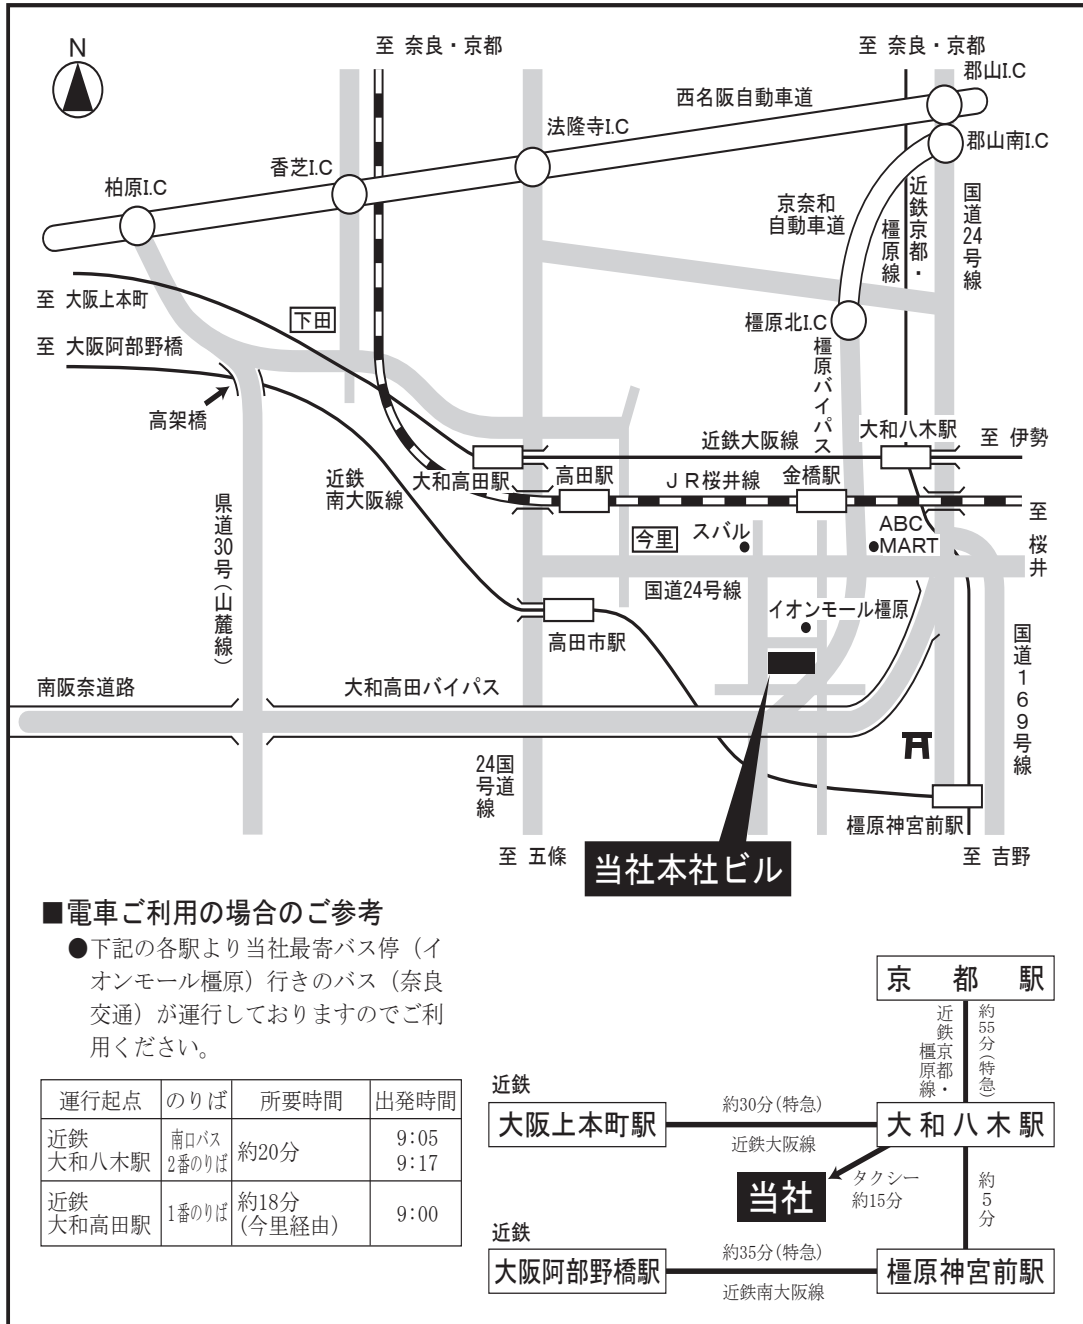 N
至 奈良・京都
至 奈良・京都
郡山I.C
西名阪自動車道
法隆寺I.C
郡山南I.C
香芝I.C
柏原I.C
京奈和
自動車道
近鉄京都・
橿原線
国道24号線
至 大阪上本町
下田
橿原北I.C
至 大阪阿部野橋
橿原バイパス
高架橋
大和八木駅
近鉄大阪線
至 伊勢
近鉄
南大阪線
大和高田駅
高田駅
JR桜井線
金橋駅
県道30号(山麓線)
至 桜井
ABC
MART
今里
スバル
国道24号線
イオンモール橿原
高田市駅
国道169号線
南阪奈道路
大和高田バイパス
国道
24号線
橿原神宮前駅
至 五條
至 吉野
当社本社ビル
■電車ご利用の場合のご参考
●下記の各駅より当社最寄バス停（イ
オンモール橿原）行きのバス（奈良
交通）が運行しておりますのでご利
用ください。
運行起点 のりば 所要時間 出発時間
近鉄
大和八木駅
南口バス
2番のりば
約20分
9:05
9:17
近鉄
大和高田駅
1番のりば
約18分
(今里経由)
9:00
京都駅
近鉄京都・
橿原線
約55分(特急)
近鉄
大阪上本町駅
約30分(特急)
近鉄大阪線
大和八木駅
当社
タクシー
約15分
約5分
近鉄
大阪阿部野橋駅
約35分(特急)
近鉄南大阪線
橿原神宮前駅